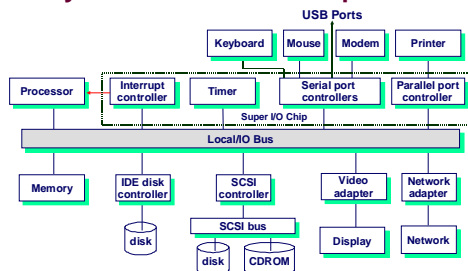 USB Ports
Keyboard Mouse Modem Printer
Processor
Interrupt
controller
Timer
Serial port
controllers
Parallel port
controller
Super I/O Chip
Local/IO Bus
Memory
IDE disk
controller
SCSI
controller
Video
adapter
Network
adapter
SCSI bus
disk
disk
CDROM
Display
Network